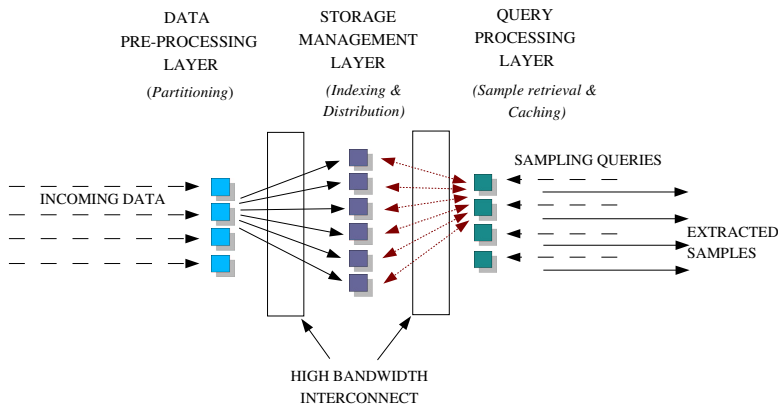 DATA
PRE-PROCESSING
LAYER
(Partitioning)
STORAGE
MANAGEMENT
LAYER
(Indexing &
Distribution)
QUERY
PROCESSING
LAYER
(Sample retrieval &
Caching)
INCOMING DATA
SAMPLING QUERIES
EXTRACTED
SAMPLES
HIGH BANDWIDTH
INTERCONNECT